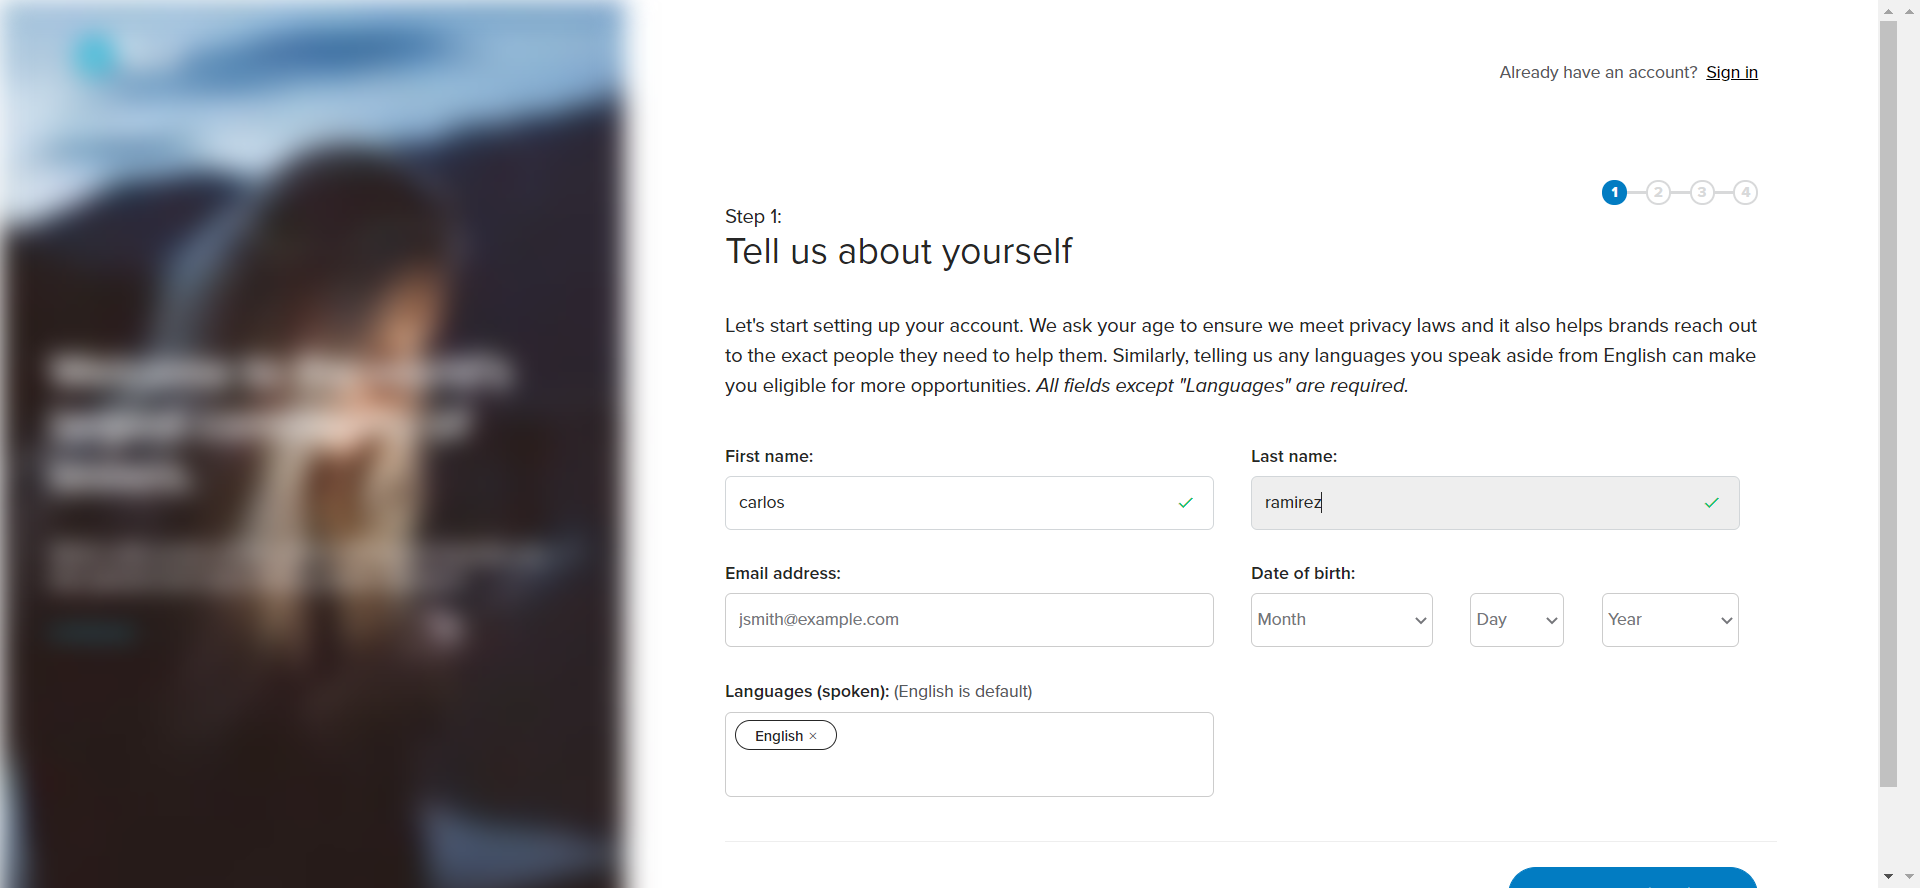 Already have an account? Sign in
1 2 3 4
Step 1:
Tell us about yourself
Let's start setting up your account. We ask your age to ensure we meet privacy laws and it also helps brands reach out
to the exact people they need to help them. Similarly, telling us any languages you speak aside from English can make
you eligible for more opportunities. All fields except "Languages" are required.
First name:
Last name:
carlos
ramirez
Email address:
Date of birth:
jsmith@example.com
Month
Day
Year
Languages (spoken): (English is default)
English ×